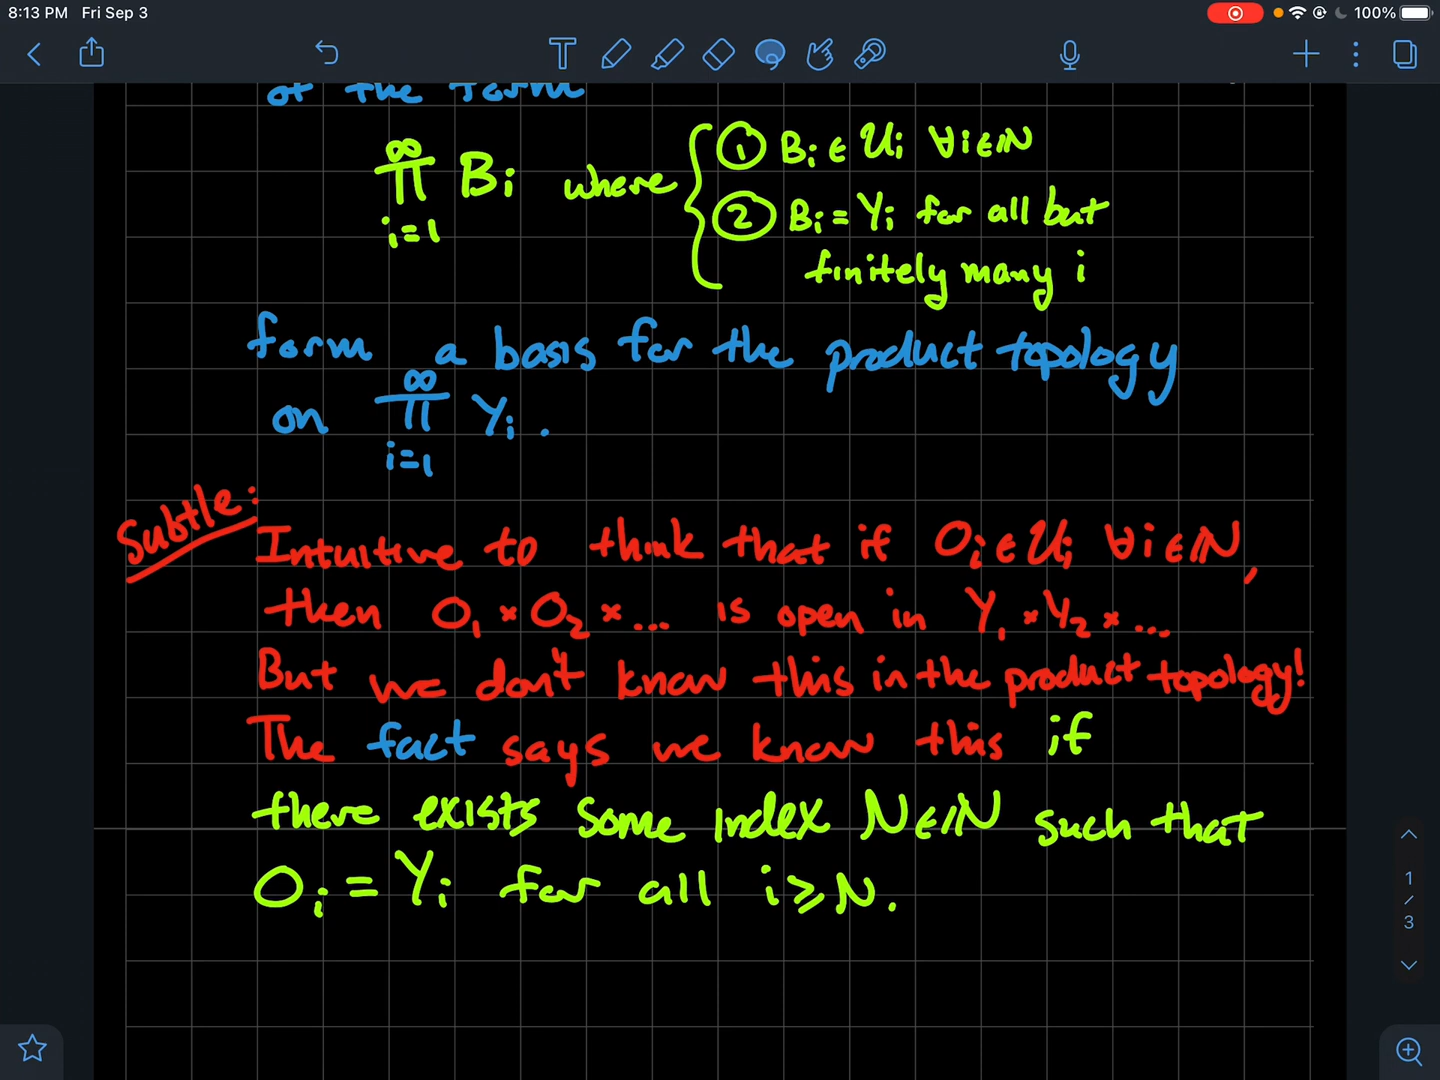 8:13 PM Fri Sep 3
100%
of the form
∞
∏ Bi where { ① Bi ∈ Ui ∀i∈ℕ
i=1
② Bi = Yi for all but
finitely many i
form a basis for the product topology
∞
on ∏ Yi.
i=1
Subtle:
Intuitive to think that if Oi ∈ Ui ∀i∈ℕ,
then O1 × O2 × ... is open in Y1 × Y2 × ...
But we don't know this in the product topology!
The fact says we know this if
there exists some index N∈ℕ such that
Oi = Yi for all i ≥ N.
1
/
3